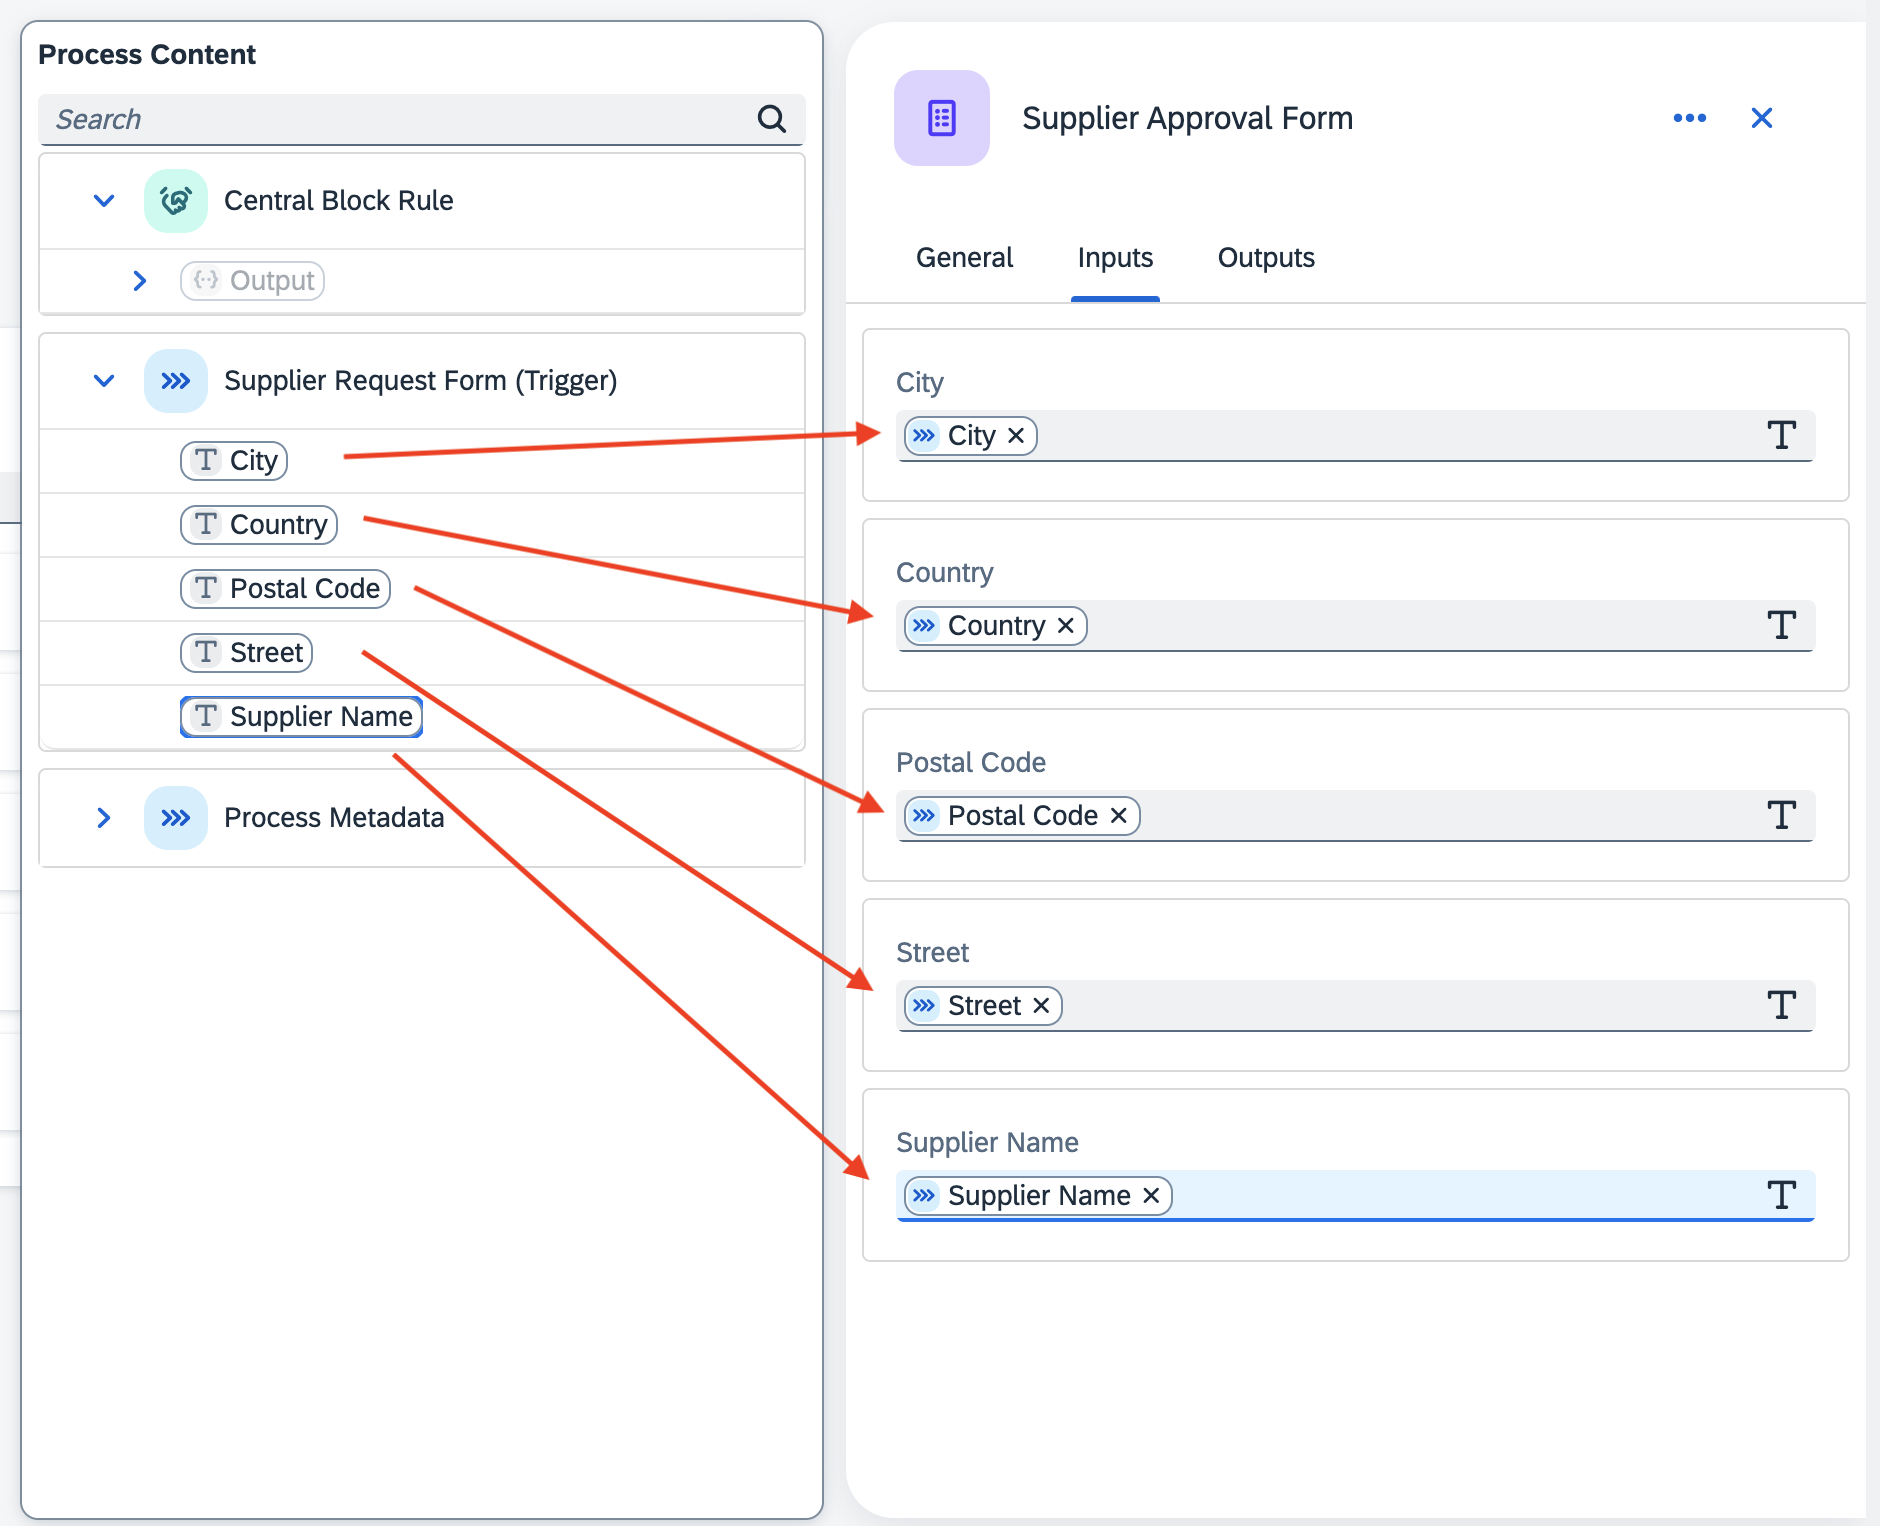 Process Content
Search
Central Block Rule
Output
Supplier Request Form (Trigger)
City
Country
Postal Code
Street
Supplier Name
Process Metadata
Supplier Approval Form
General Inputs Outputs
City
City
Country
Country
Postal Code
Postal Code
Street
Street
Supplier Name
Supplier Name